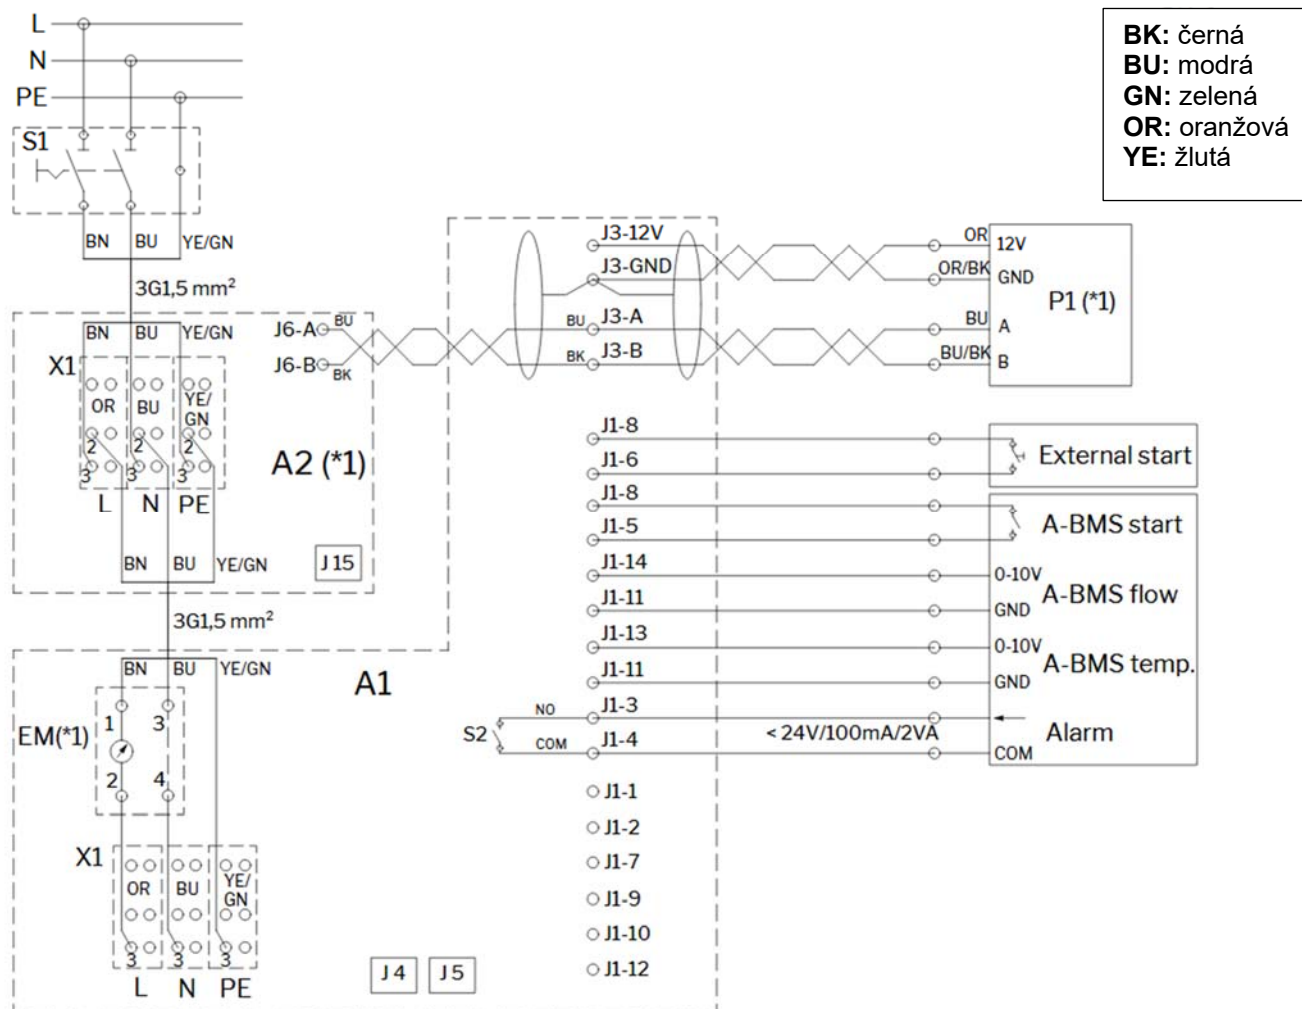 L
N
PE
S1
BN BU YE/GN
3G1,5 mm²
BK: černá
BU: modrá
GN: zelená
OR: oranžová
YE: žlutá
BN BU YE/GN
X1
OR BU YE/
GN
2 2 2
3 3 3
L N PE
A2 (*1)
J6-A BU
J6-B BK
BN BU YE/GN
J15
3G1,5 mm²
J3-12V
J3-GND
BU J3-A
BK J3-B
OR 12V
OR/BK GND
BU A
BU/BK B
P1 (*1)
J1-8
J1-6
External start
J1-8
J1-5
A-BMS start
J1-14 0-10V
J1-11 GND
A-BMS flow
J1-13 0-10V
J1-11 GND
A-BMS temp.
S2 NO J1-3
COM J1-4
< 24V/100mA/2VA
Alarm
COM
J1-1
J1-2
J1-7
J1-9
J1-10
J1-12
A1
BN BU YE/GN
EM(*1)
1 3
2 4
X1
OR BU YE/
GN
3 3 3
L N PE
J4 J5